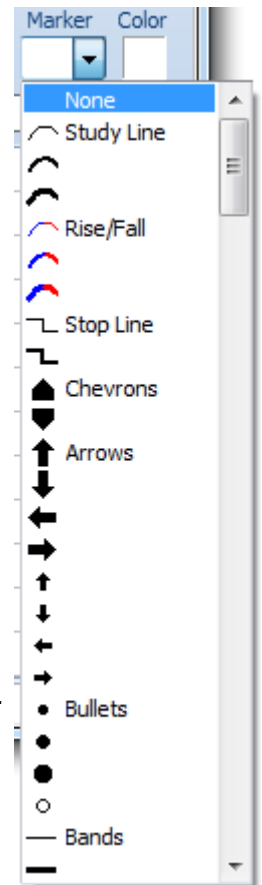 Marker Color
None
Study Line
Rise/Fall
Stop Line
Chevrons
Arrows
Bullets
Bands